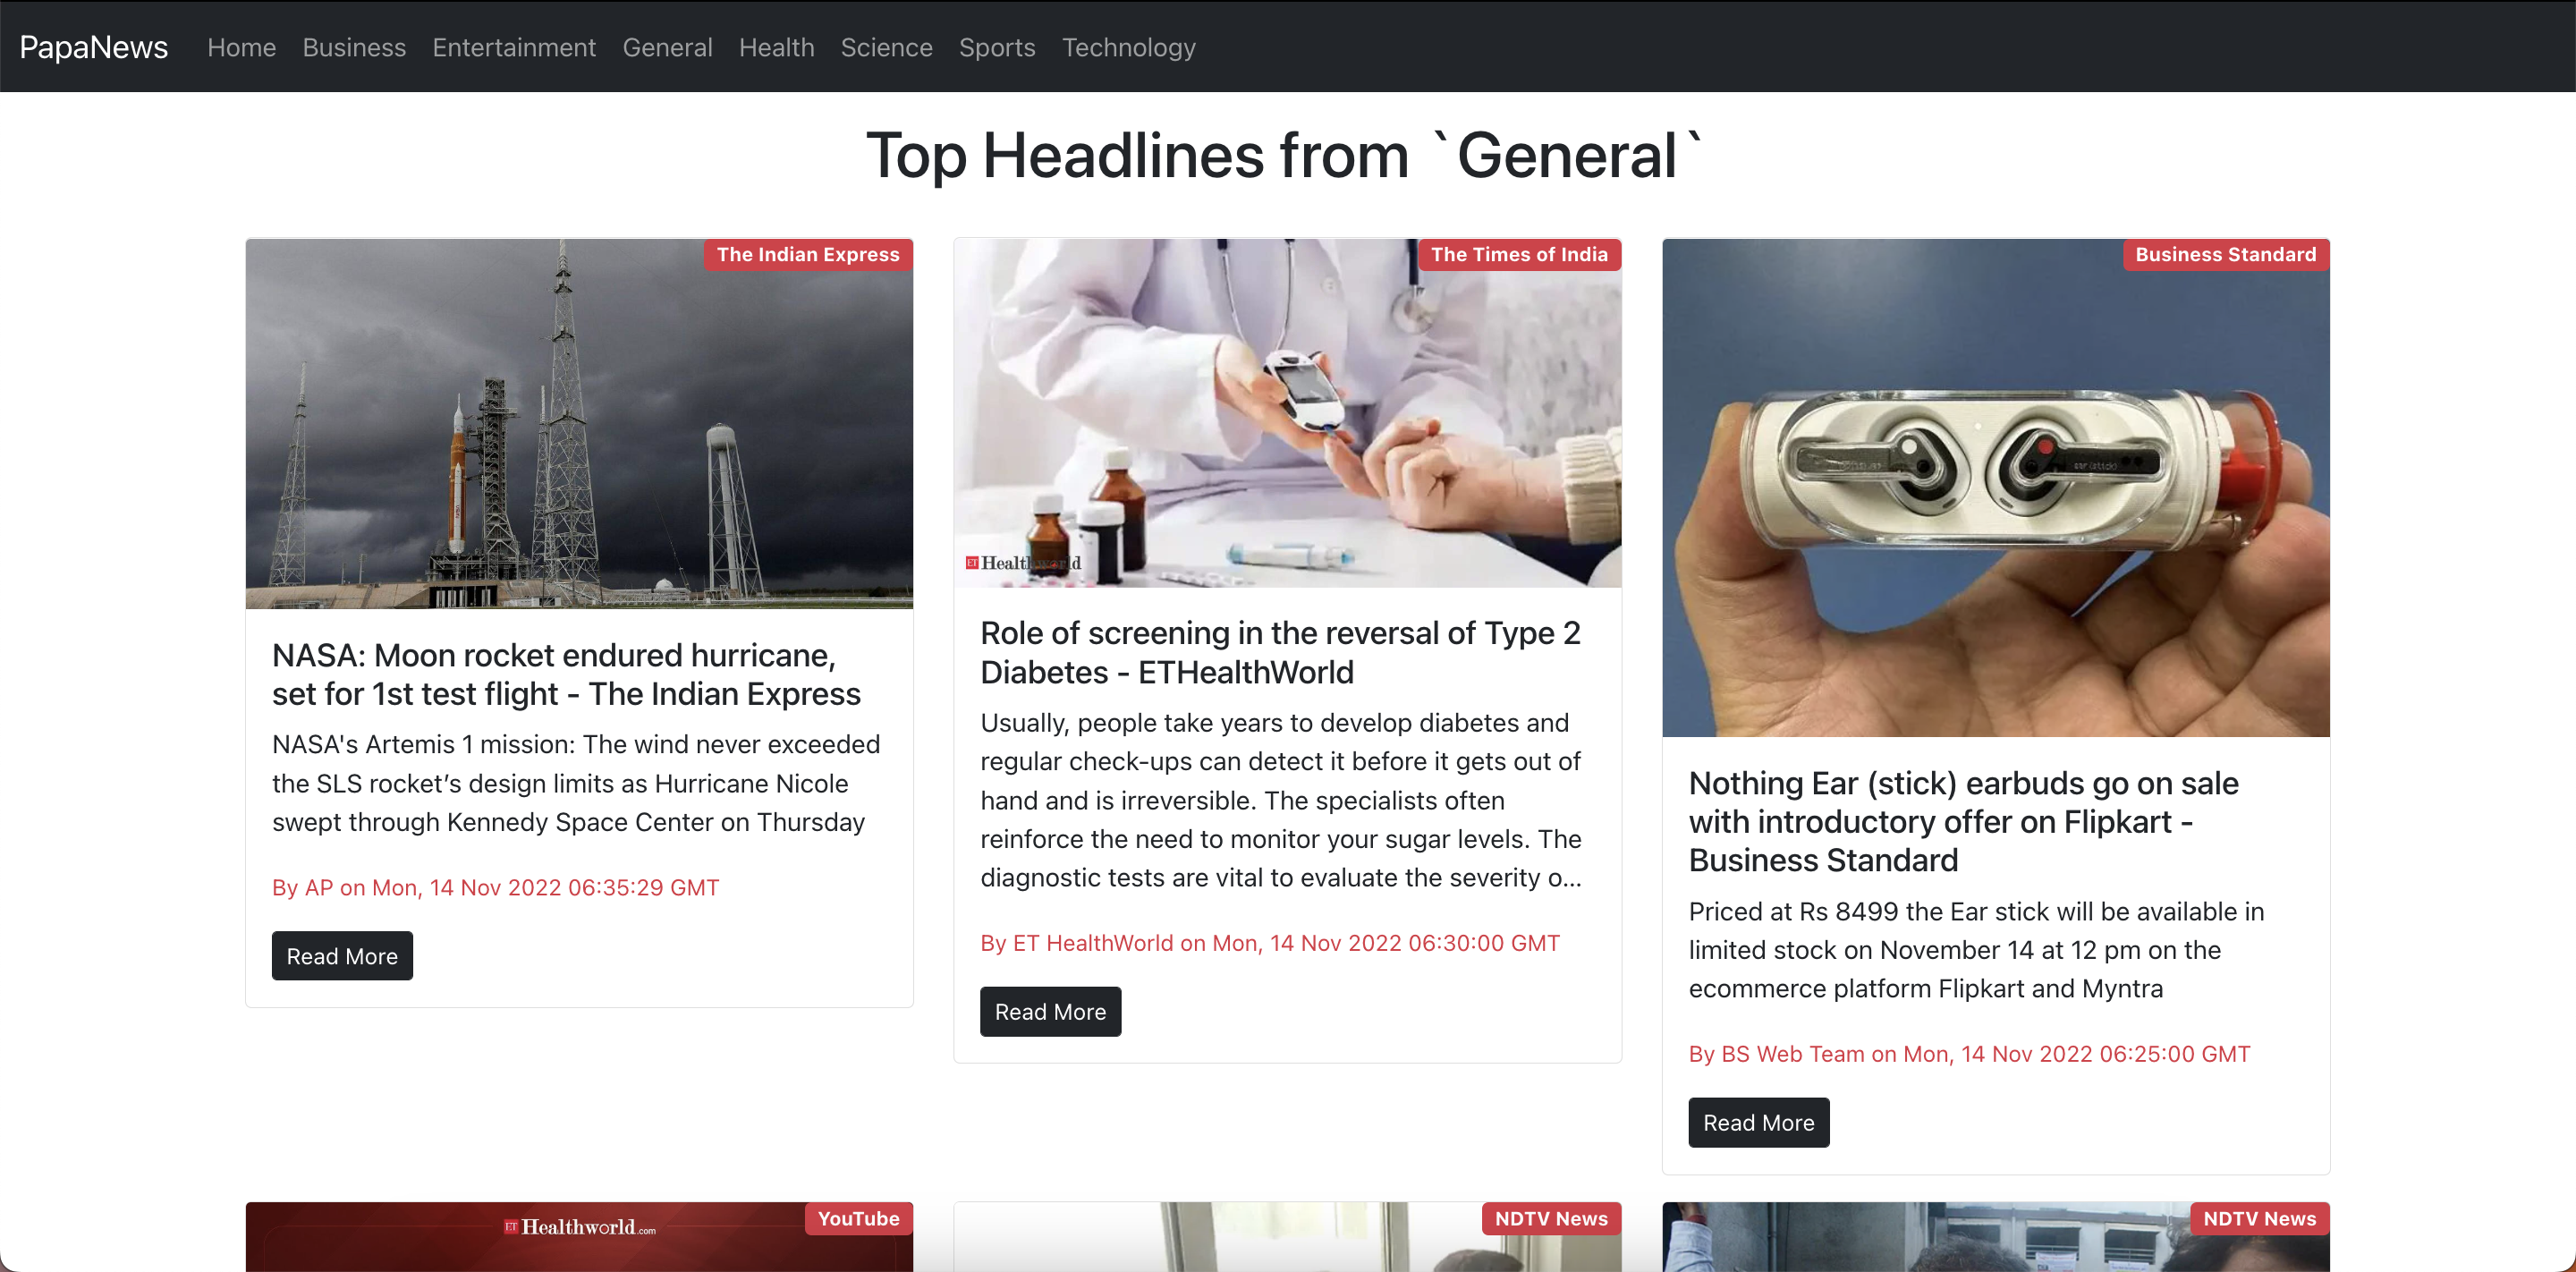 PapaNews Home Business Entertainment General Health Science Sports Technology
Top Headlines from `General`
The Indian Express
NASA: Moon rocket endured hurricane,
set for 1st test flight - The Indian Express
NASA's Artemis 1 mission: The wind never exceeded
the SLS rocket’s design limits as Hurricane Nicole
swept through Kennedy Space Center on Thursday
By AP on Mon, 14 Nov 2022 06:35:29 GMT
Read More
The Times of India
ET Healthworld
Role of screening in the reversal of Type 2
Diabetes - ETHealthWorld
Usually, people take years to develop diabetes and
regular check-ups can detect it before it gets out of
hand and is irreversible. The specialists often
reinforce the need to monitor your sugar levels. The
diagnostic tests are vital to evaluate the severity o...
By ET HealthWorld on Mon, 14 Nov 2022 06:30:00 GMT
Read More
Business Standard
ear (stick)
Nothing Ear (stick) earbuds go on sale
with introductory offer on Flipkart -
Business Standard
Priced at Rs 8499 the Ear stick will be available in
limited stock on November 14 at 12 pm on the
ecommerce platform Flipkart and Myntra
By BS Web Team on Mon, 14 Nov 2022 06:25:00 GMT
Read More
ET Healthworld.com
YouTube
NDTV News
NDTV News